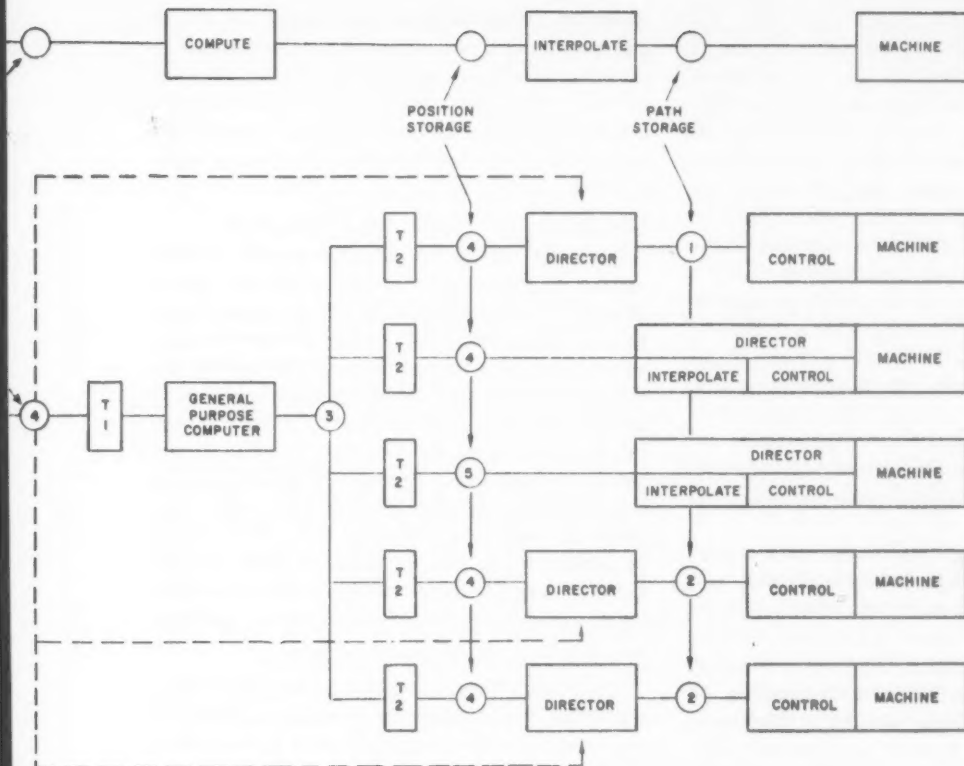 COMPUTE
INTERPOLATE
MACHINE
POSITION
STORAGE
PATH
STORAGE
T
2
4
DIRECTOR
1
CONTROL
MACHINE
T
2
4
DIRECTOR
INTERPOLATE
CONTROL
MACHINE
4
T
1
GENERAL
PURPOSE
COMPUTER
3
T
2
5
DIRECTOR
INTERPOLATE
CONTROL
MACHINE
T
2
4
DIRECTOR
2
CONTROL
MACHINE
T
2
4
DIRECTOR
2
CONTROL
MACHINE